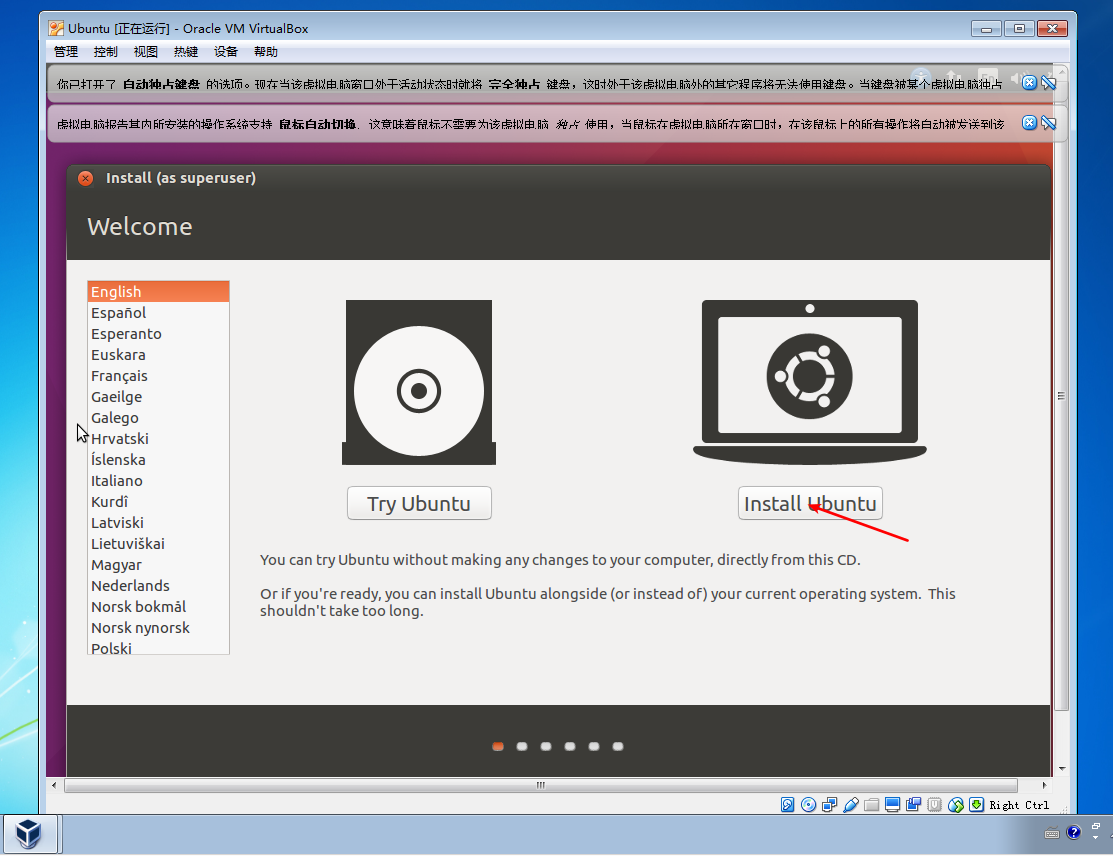 Ubuntu [正在运行] - Oracle VM VirtualBox
管理 控制 视图 热键 设备 帮助
你已打开了 自动独占键盘 的选项。现在当该虚拟电脑窗口处于活动状态时就将 完全独占 键盘，这时处于该虚拟电脑外的其它程序将无法使用键盘。当键盘被某个虚拟电脑独占
虚拟电脑报告其内所安装的操作系统支持 鼠标自动切换. 这意味着鼠标不需要为该虚拟电脑 独占 使用，当鼠标在虚拟电脑所在窗口时，在该鼠标上的所有操作将自动被发送到该
Install (as superuser)
Welcome
English
Español
Esperanto
Euskara
Français
Gaeilge
Galego
Hrvatski
Íslenska
Italiano
Kurdî
Latviski
Lietuviškai
Magyar
Nederlands
Norsk bokmål
Norsk nynorsk
Polski
Try Ubuntu
Install Ubuntu
You can try Ubuntu without making any changes to your computer, directly from this CD.
Or if you're ready, you can install Ubuntu alongside (or instead of) your current operating system. This
shouldn't take too long.
Right Ctrl